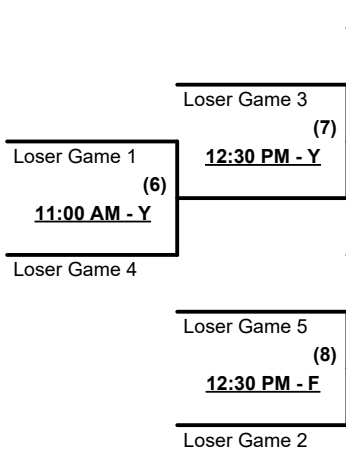 Loser Game 3
(7)
Loser Game 1
12:30 PM - Y
(6)
11:00 AM - Y
Loser Game 4
Loser Game 5
(8)
12:30 PM - F
Loser Game 2